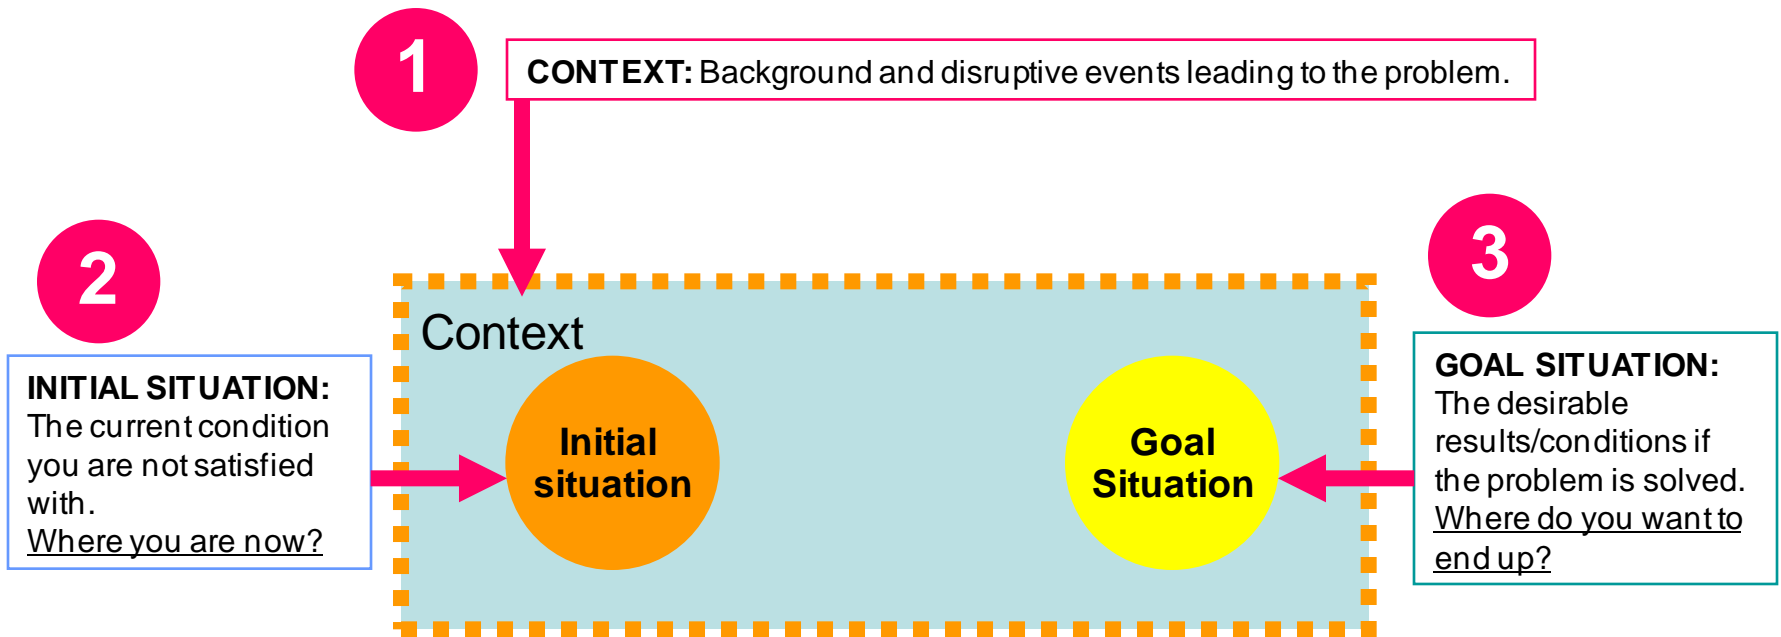 1
CONTEXT: Background and disruptive events leading to the problem.
2
INITIAL SITUATION:
The current condition
you are not satisfied
with.
Where you are now?
Context
Initial
situation
Goal
Situation
3
GOAL SITUATION:
The desirable
results/conditions if
the problem is solved.
Where do you want to
end up?